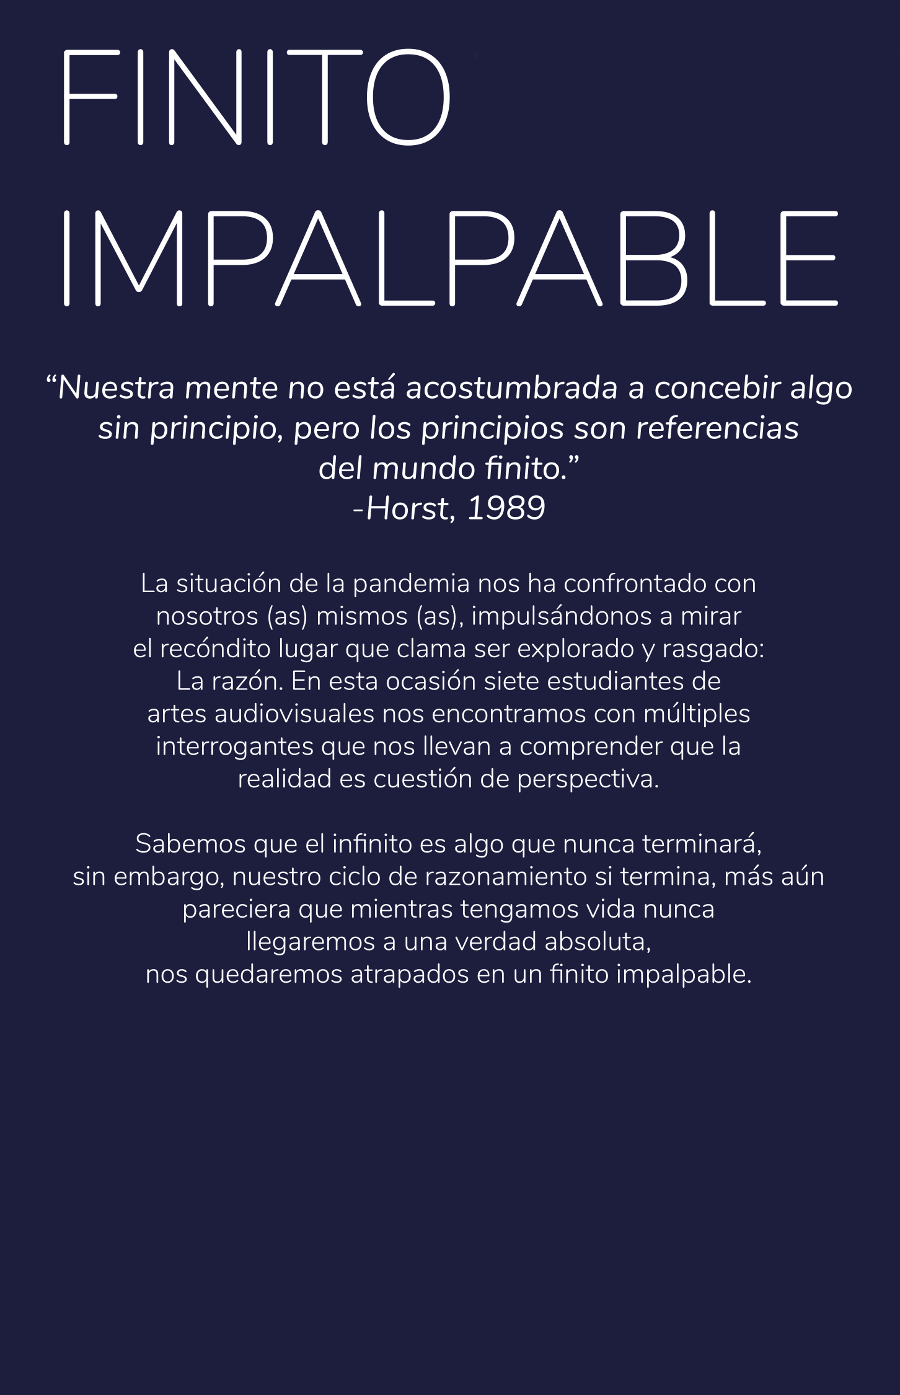 FINITO
IMPALPABLE
“Nuestra mente no está acostumbrada a concebir algo
sin principio, pero los principios son referencias
del mundo finito.”
-Horst, 1989
La situación de la pandemia nos ha confrontado con
nosotros (as) mismos (as), impulsándonos a mirar
el recóndito lugar que clama ser explorado y rasgado:
La razón. En esta ocasión siete estudiantes de
artes audiovisuales nos encontramos con múltiples
interrogantes que nos llevan a comprender que la
realidad es cuestión de perspectiva.
Sabemos que el infinito es algo que nunca terminará,
sin embargo, nuestro ciclo de razonamiento si termina, más aún
pareciera que mientras tengamos vida nunca
llegaremos a una verdad absoluta,
nos quedaremos atrapados en un finito impalpable.